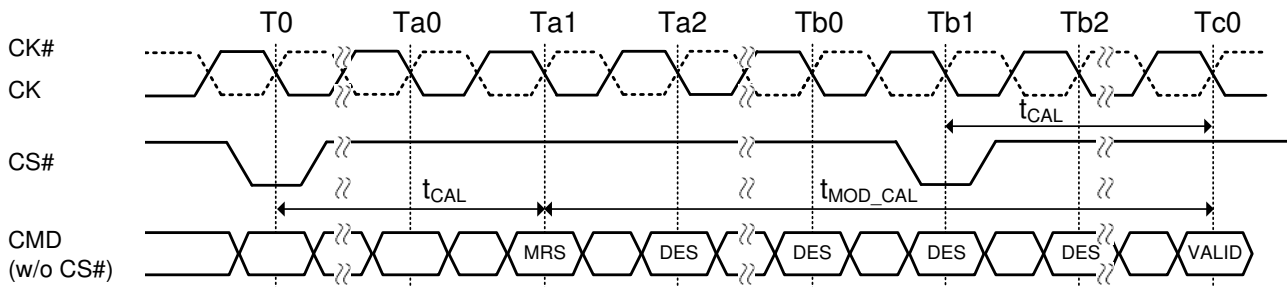 T0 Ta0 Ta1 Ta2 Tb0 Tb1 Tb2 Tc0
CK#
CK
tCAL
CS#
tCAL tMOD_CAL
CMD MRS DES DES DES DES VALID
(w/o CS#)